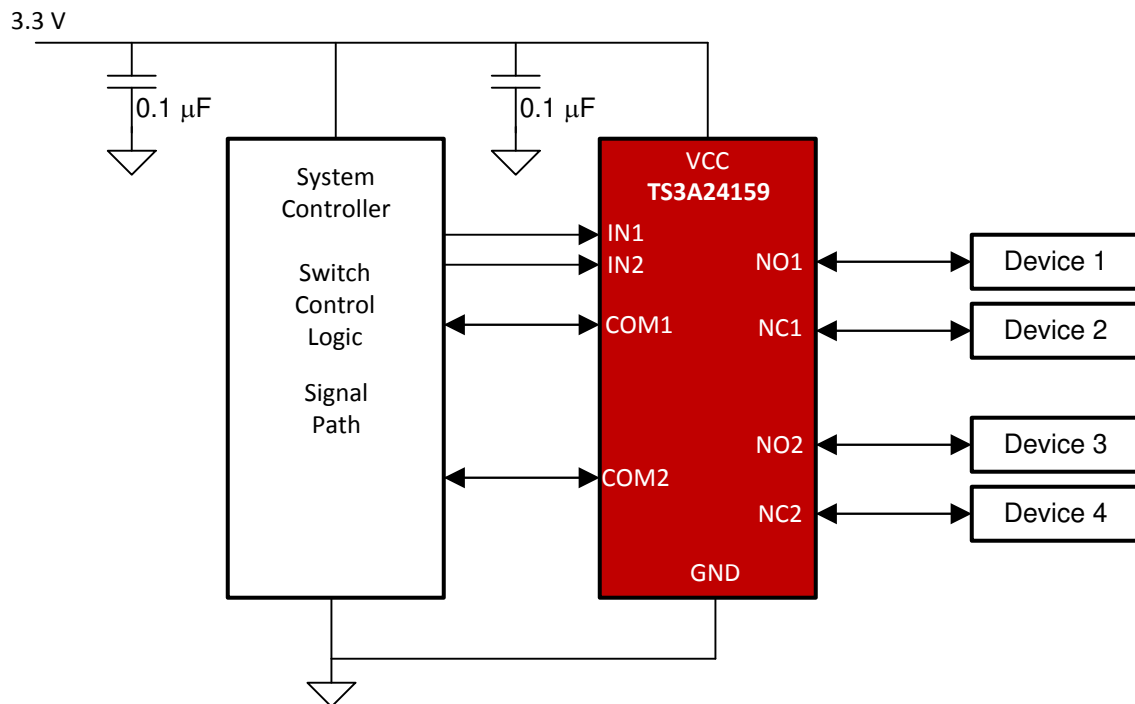 3.3 V
0.1 μF
0.1 μF
System
Controller
Switch
Control
Logic
Signal
Path
VCC
TS3A24159
IN1
IN2
COM1
COM2
NO1
NC1
NO2
NC2
GND
Device 1
Device 2
Device 3
Device 4